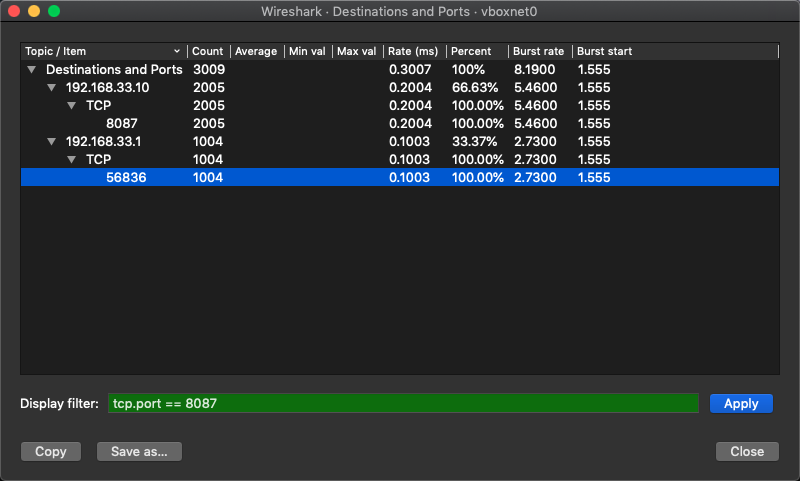 Wireshark · Destinations and Ports · vboxnet0
Topic / Item Count Average Min val Max val Rate (ms) Percent Burst rate Burst start
Destinations and Ports 3009 0.3007 100% 8.1900 1.555
192.168.33.10 2005 0.2004 66.63% 5.4600 1.555
TCP 2005 0.2004 100.00% 5.4600 1.555
8087 2005 0.2004 100.00% 5.4600 1.555
192.168.33.1 1004 0.1003 33.37% 2.7300 1.555
TCP 1004 0.1003 100.00% 2.7300 1.555
56836 1004 0.1003 100.00% 2.7300 1.555
Display filter: tcp.port == 8087 Apply
Copy Save as... Close